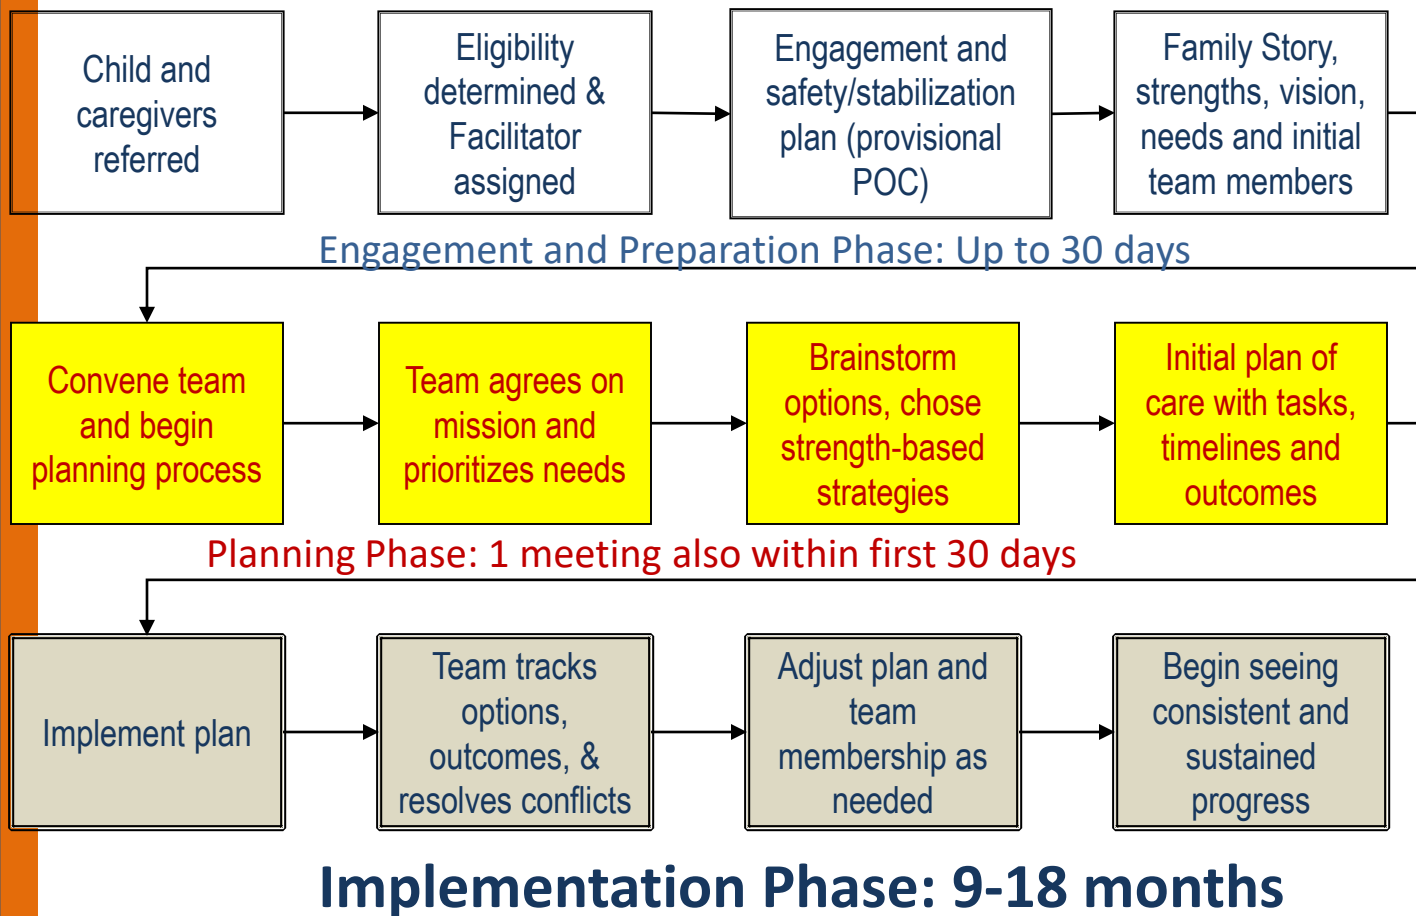 Child and
caregivers
referred
Eligibility
determined &
Facilitator
assigned
Engagement and
safety/stabilization
plan (provisional
POC)
Family Story,
strengths, vision,
needs and initial
team members
Engagement and Preparation Phase: Up to 30 days
Convene team
and begin
planning process
Team agrees on
mission and
prioritizes needs
Brainstorm
options, chose
strength-based
strategies
Initial plan of
care with tasks,
timelines and
outcomes
Planning Phase: 1 meeting also within first 30 days
Implement plan
Team tracks
options,
outcomes, &
resolves conflicts
Adjust plan and
team
membership as
needed
Begin seeing
consistent and
sustained
progress
Implementation Phase: 9-18 months